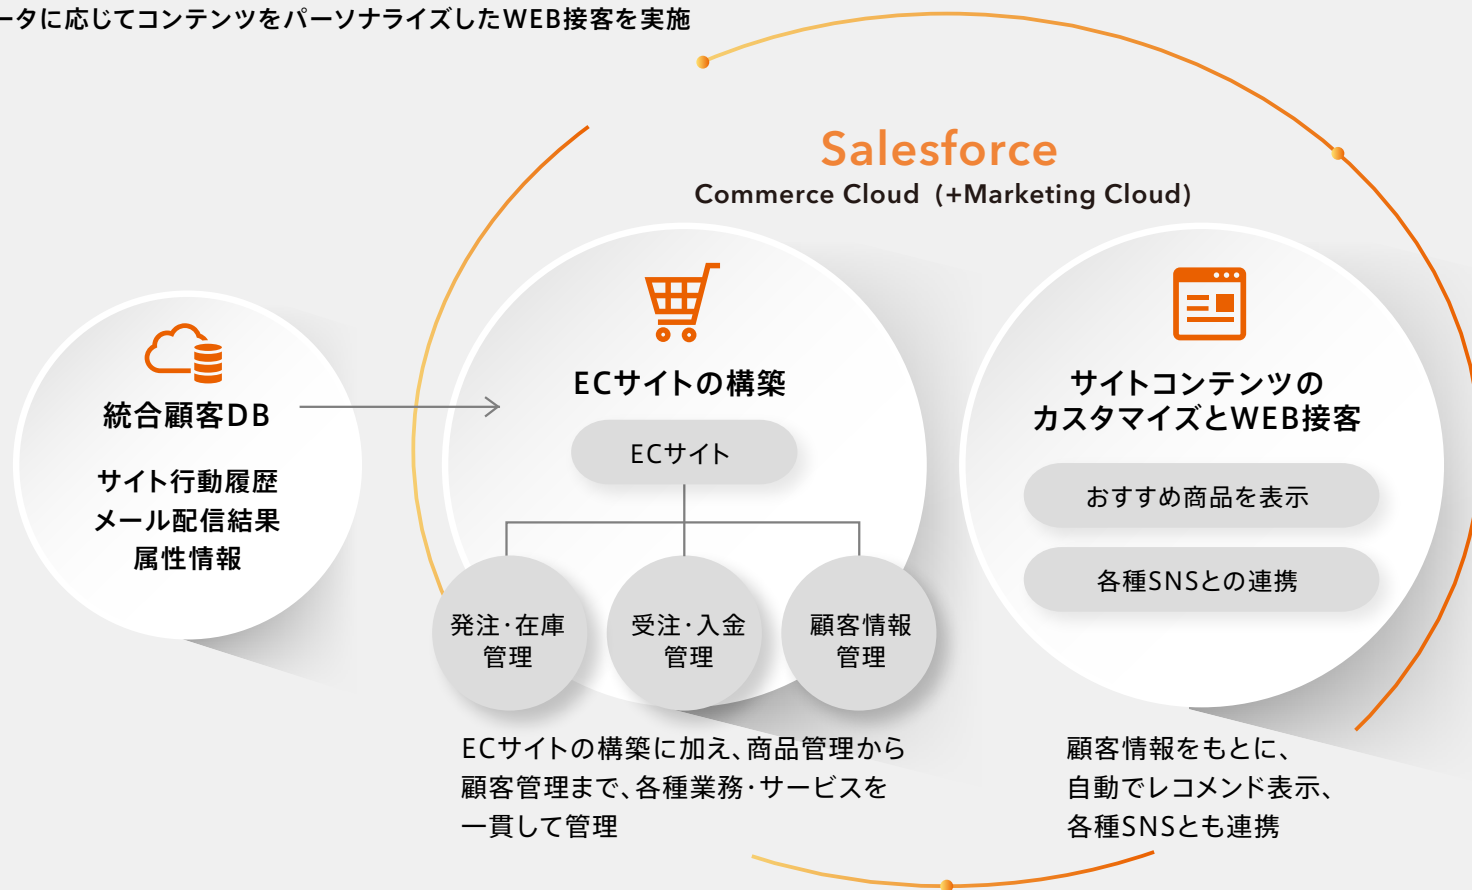 ータに応じてコンテンツをパーソナライズしたWEB接客を実施
Salesforce
Commerce Cloud (+Marketing Cloud)
統合顧客DB
サイト行動履歴
メール配信結果
属性情報
ECサイトの構築
ECサイト
発注・在庫
管理
受注・入金
管理
顧客情報
管理
ECサイトの構築に加え、商品管理から
顧客管理まで、各種業務・サービスを
一貫して管理
サイトコンテンツの
カスタマイズとWEB接客
おすすめ商品を表示
各種SNSとの連携
顧客情報をもとに、
自動でレコメンド表示、
各種SNSとも連携